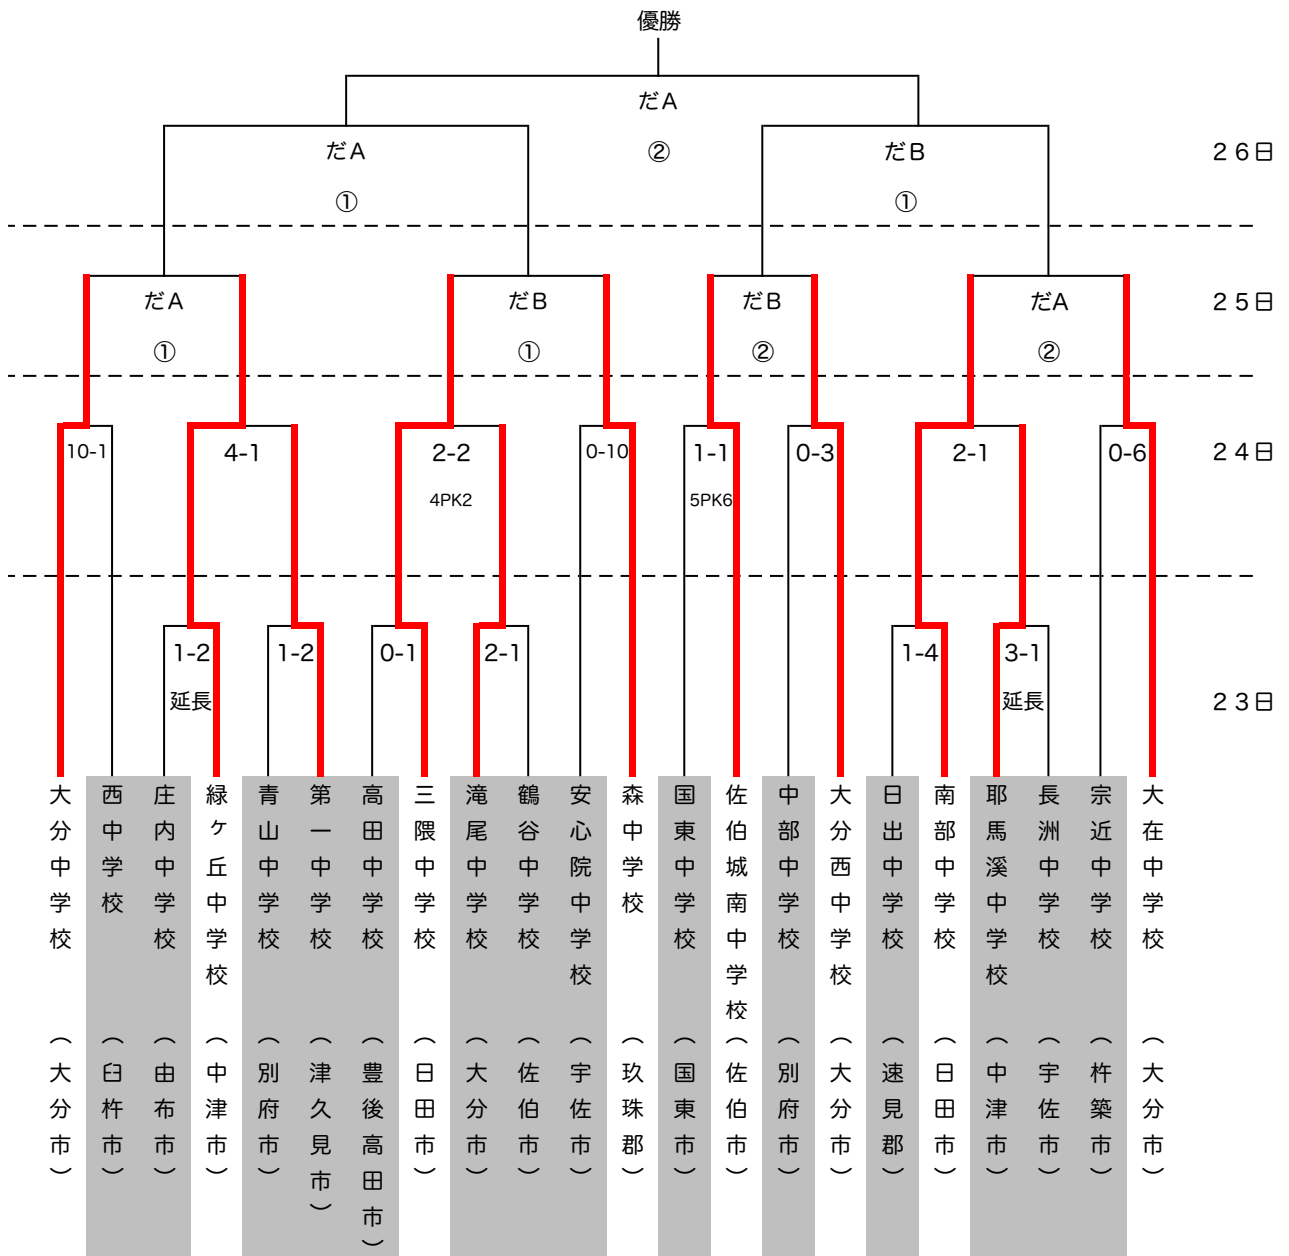 優勝
だA
②
だA
①
だB
①
２６日
だA
①
だB
①
だB
②
だA
②
２５日
10-1
4-1
2-2
4PK2
0-10
1-1
5PK6
0-3
2-1
0-6
２４日
1-2
延長
1-2
0-1
2-1
1-4
3-1
延長
２３日
大分中学校（大分市）
西中学校（臼杵市）
庄内中学校（由布市）
緑ケ丘中学校（中津市）
青山中学校（別府市）
第一中学校（津久見市）
高田中学校（豊後高田市）
三隈中学校（日田市）
滝尾中学校（大分市）
鶴谷中学校（佐伯市）
安心院中学校（宇佐市）
森中学校（玖珠郡）
国東中学校（国東市）
佐伯城南中学校（佐伯市）
中部中学校（別府市）
大分西中学校（大分市）
日出中学校（速見郡）
南部中学校（日田市）
耶馬溪中学校（中津市）
長洲中学校（宇佐市）
宗近中学校（杵築市）
大在中学校（大分市）